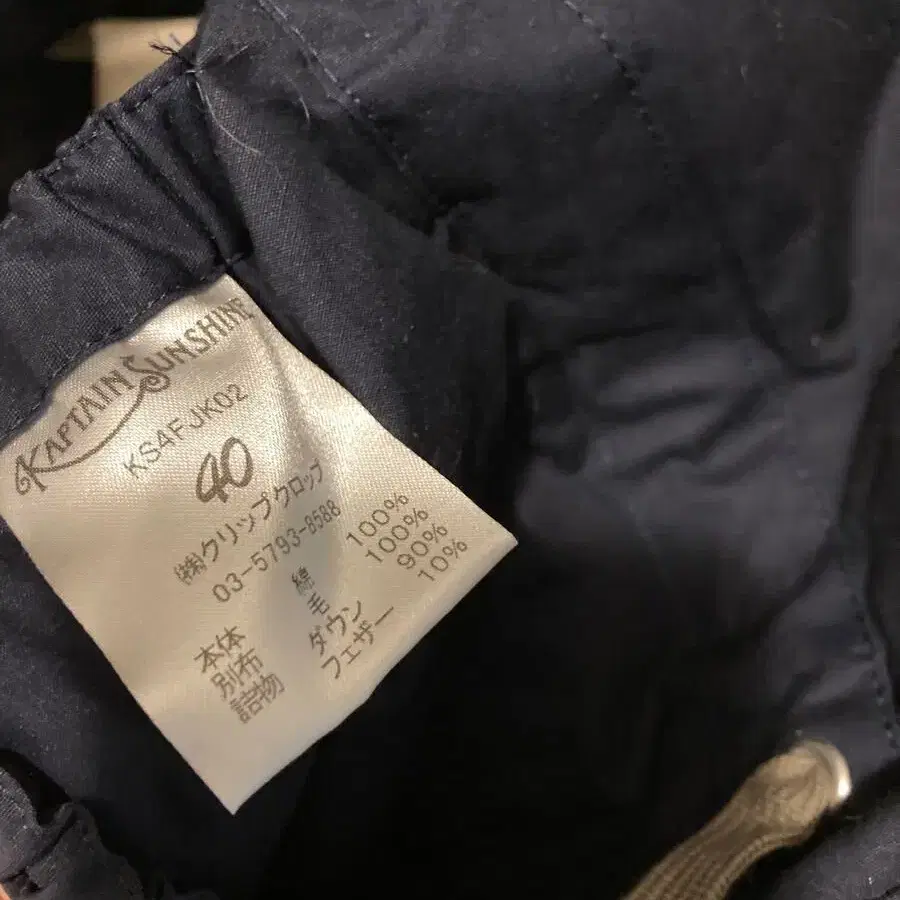 KAPTAIN SUNSHINE
KS4FJK02
40
㈱クリップクロップ
03-5793-8588
本体 綿 100%
別布 毛 100%
詰物 ダウン 90%
フェザー 10%